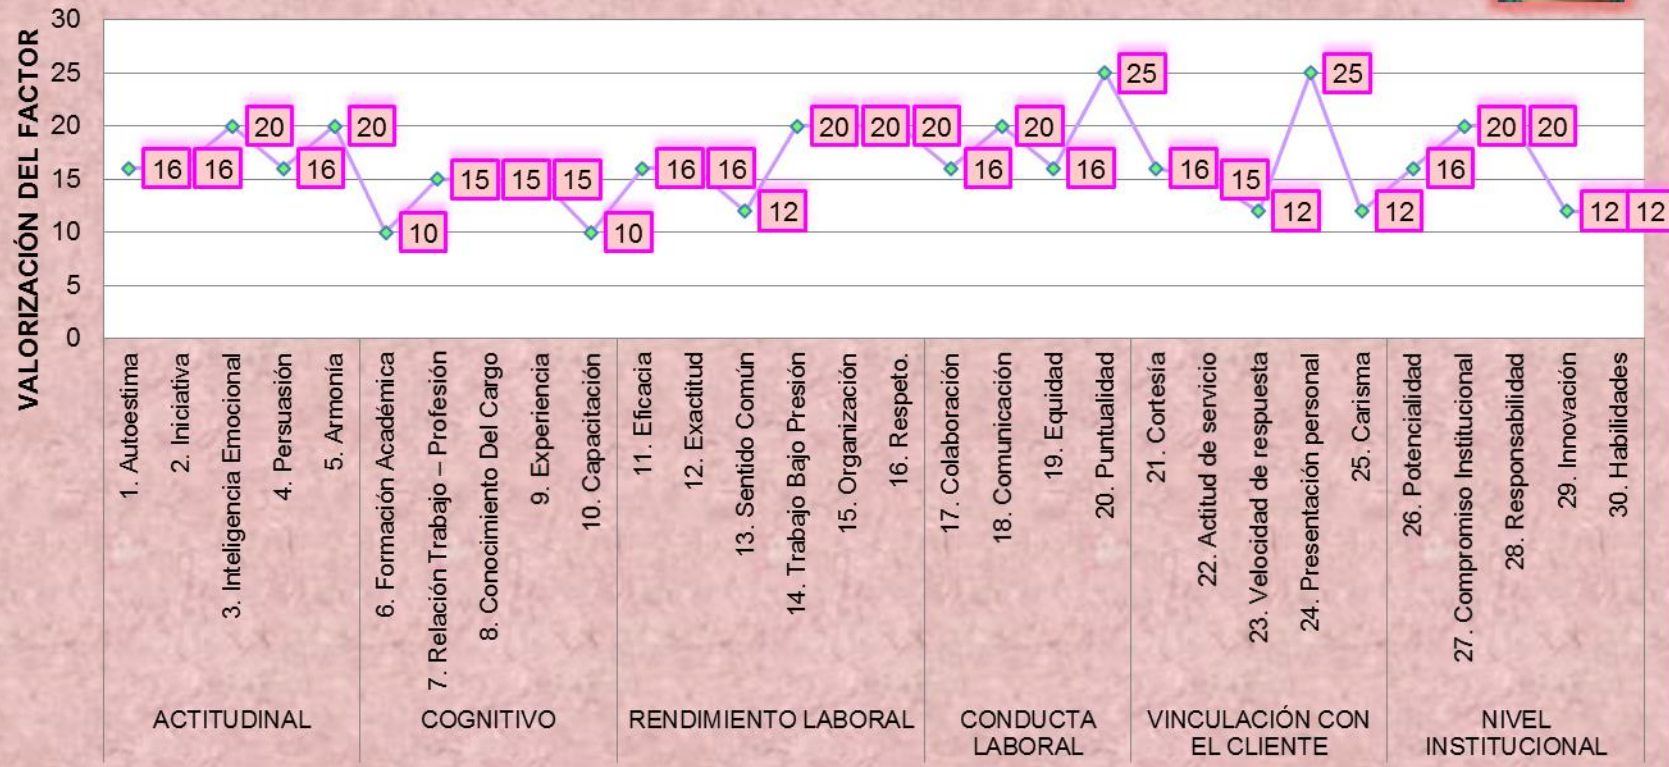 VALORIZACIÓN DEL FACTOR
30
25
20
15
10
5
0
16
16
20
16
20
10
15
15
15
10
16
16
12
20
20
20
16
20
16
25
16
15
12
25
12
16
20
20
12
12
1. Autoestima
2. Iniciativa
3. Inteligencia Emocional
4. Persuasión
5. Armonía
6. Formación Académica
7. Relación Trabajo – Profesión
8. Conocimiento Del Cargo
9. Experiencia
10. Capacitación
11. Eficacia
12. Exactitud
13. Sentido Común
14. Trabajo Bajo Presión
15. Organización
16. Respeto.
17. Colaboración
18. Comunicación
19. Equidad
20. Puntualidad
21. Cortesía
22. Actitud de servicio
23. Velocidad de respuesta
24. Presentación personal
25. Carisma
26. Potencialidad
27. Compromiso Institucional
28. Responsabilidad
29. Innovación
30. Habilidades
ACTITUDINAL
COGNITIVO
RENDIMIENTO LABORAL
CONDUCTA
LABORAL
VINCULACIÓN CON
EL CLIENTE
NIVEL
INSTITUCIONAL